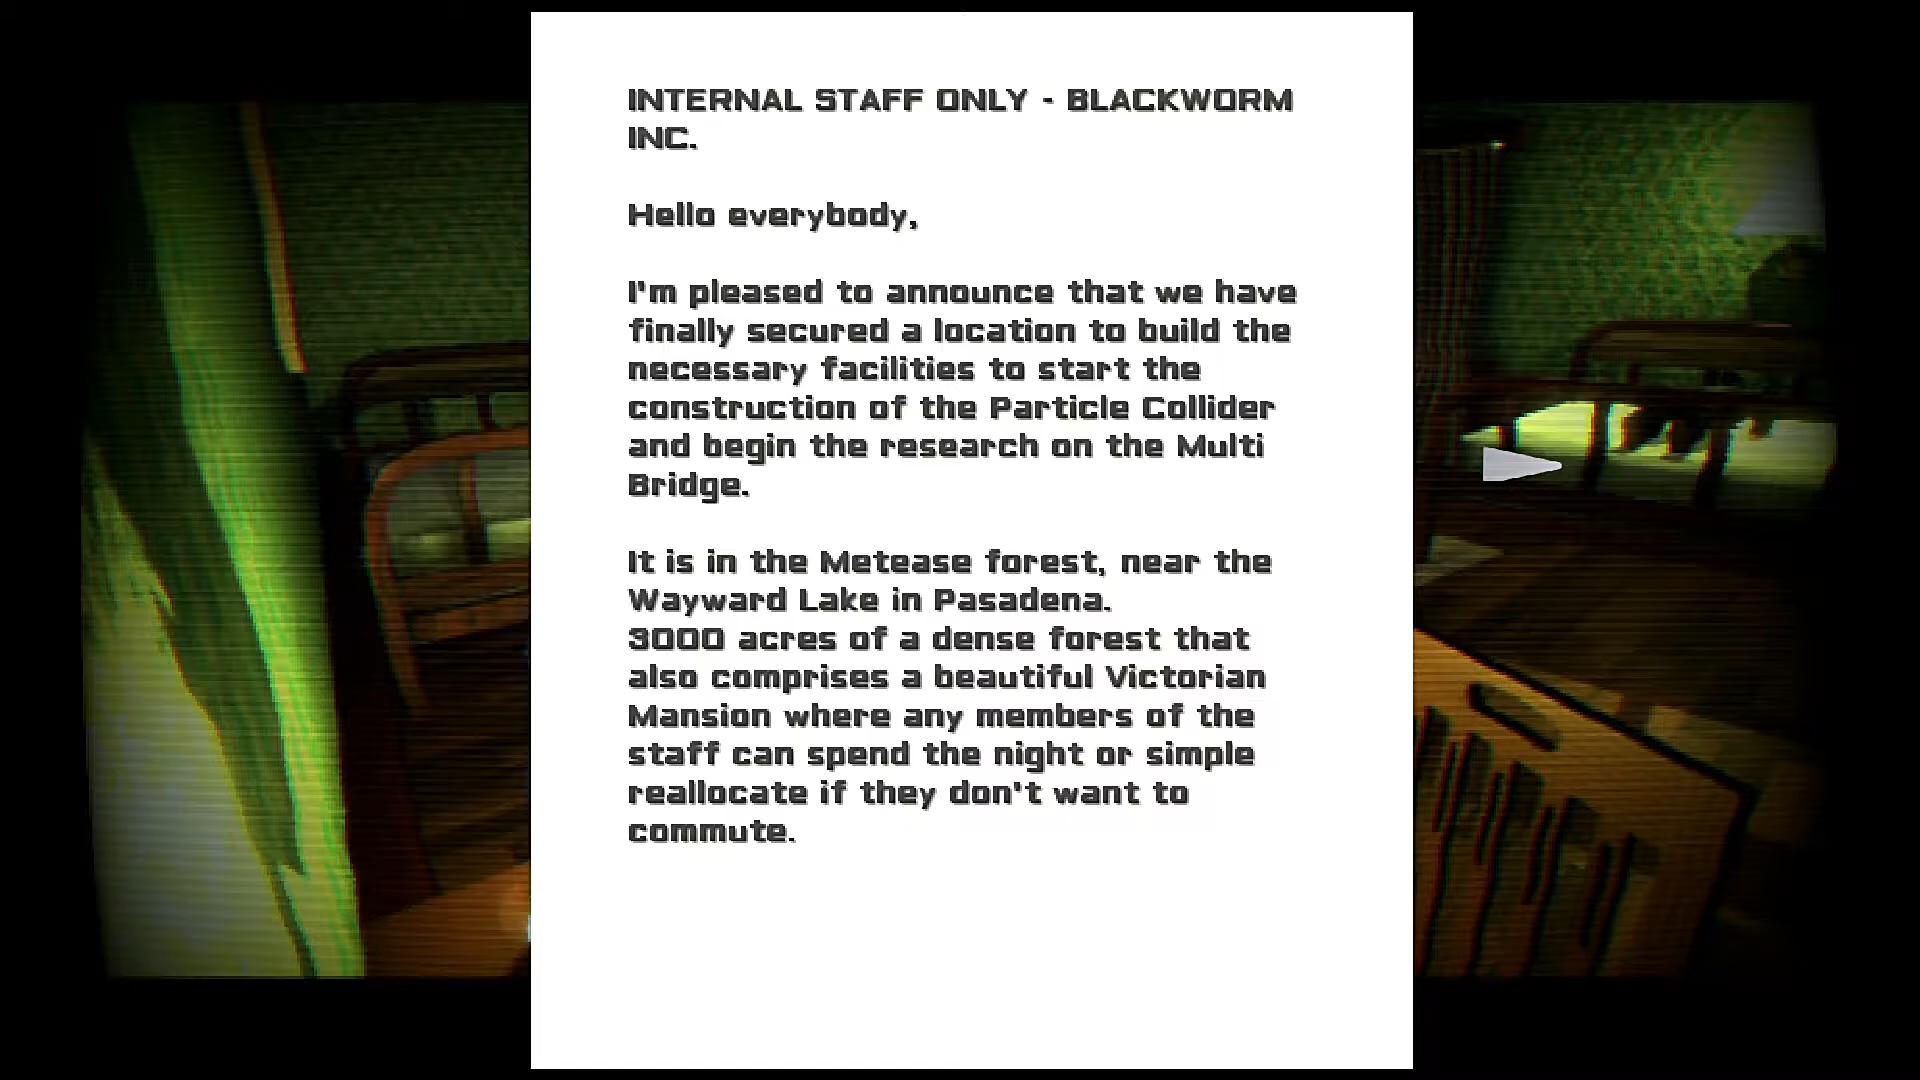 INTERNAL STAFF ONLY - BLACKWORM
INC.
Hello everybody,
I'm pleased to announce that we have
finally secured a location to build the
necessary facilities to start the
construction of the Particle Collider
and begin the research on the Multi
Bridge.
It is in the Metease forest, near the
Wayward Lake in Pasadena.
3000 acres of a dense forest that
also comprises a beautiful Victorian
Mansion where any members of the
staff can spend the night or simple
reallocate if they don't want to
commute.